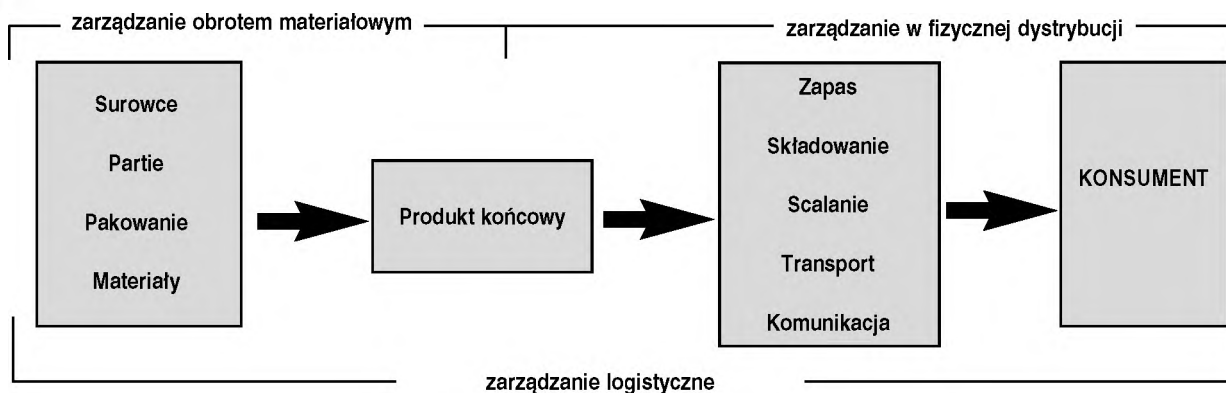 zarządzanie obrotem materiałowym
zarządzanie w fizycznej dystrybucji
Surowce
Partie
Pakowanie
Materiały
Produkt końcowy
Zapas
Składowanie
Scalanie
Transport
Komunikacja
KONSUMENT
zarządzanie logistyczne